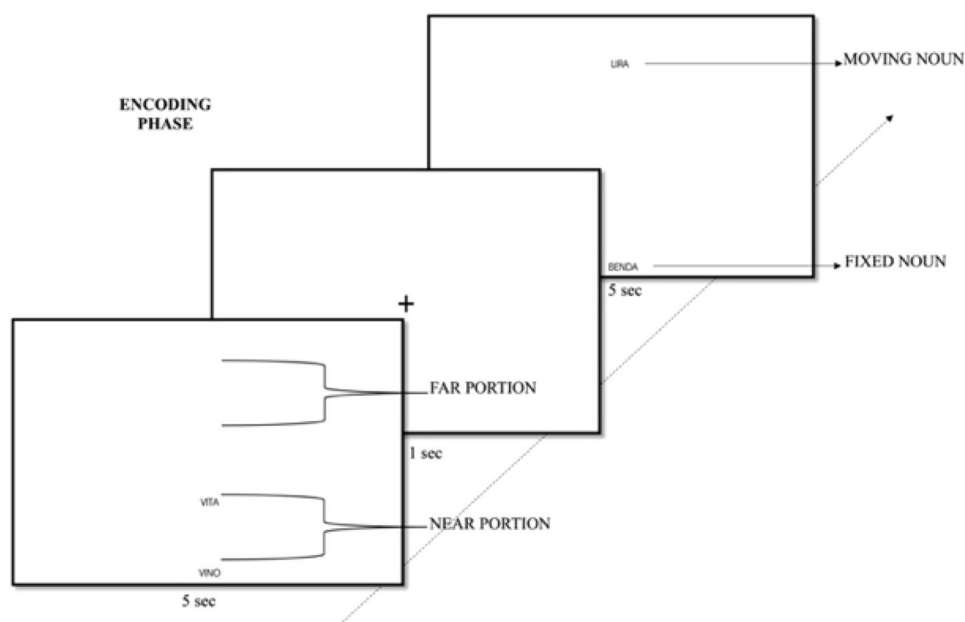 LIRA
MOVING NOUN
ENCODING
PHASE
BENDA
FIXED NOUN
5 sec
FAR PORTION
1 sec
VITA
NEAR PORTION
VINO
5 sec